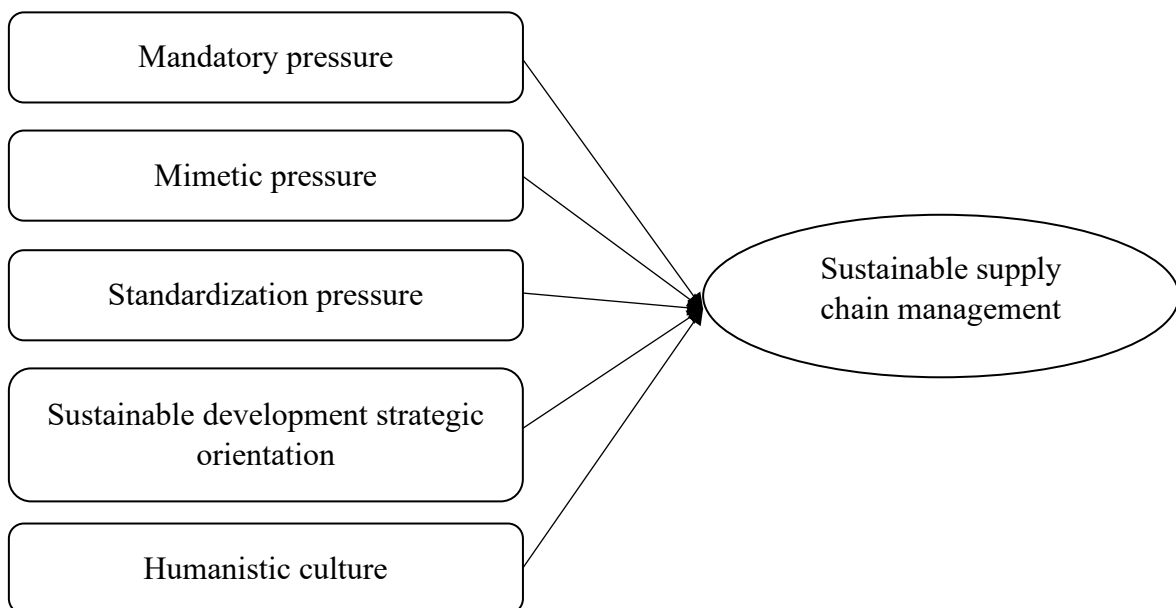 Mandatory pressure
Mimetic pressure
Standardization pressure
Sustainable development strategic
orientation
Humanistic culture
Sustainable supply
chain management